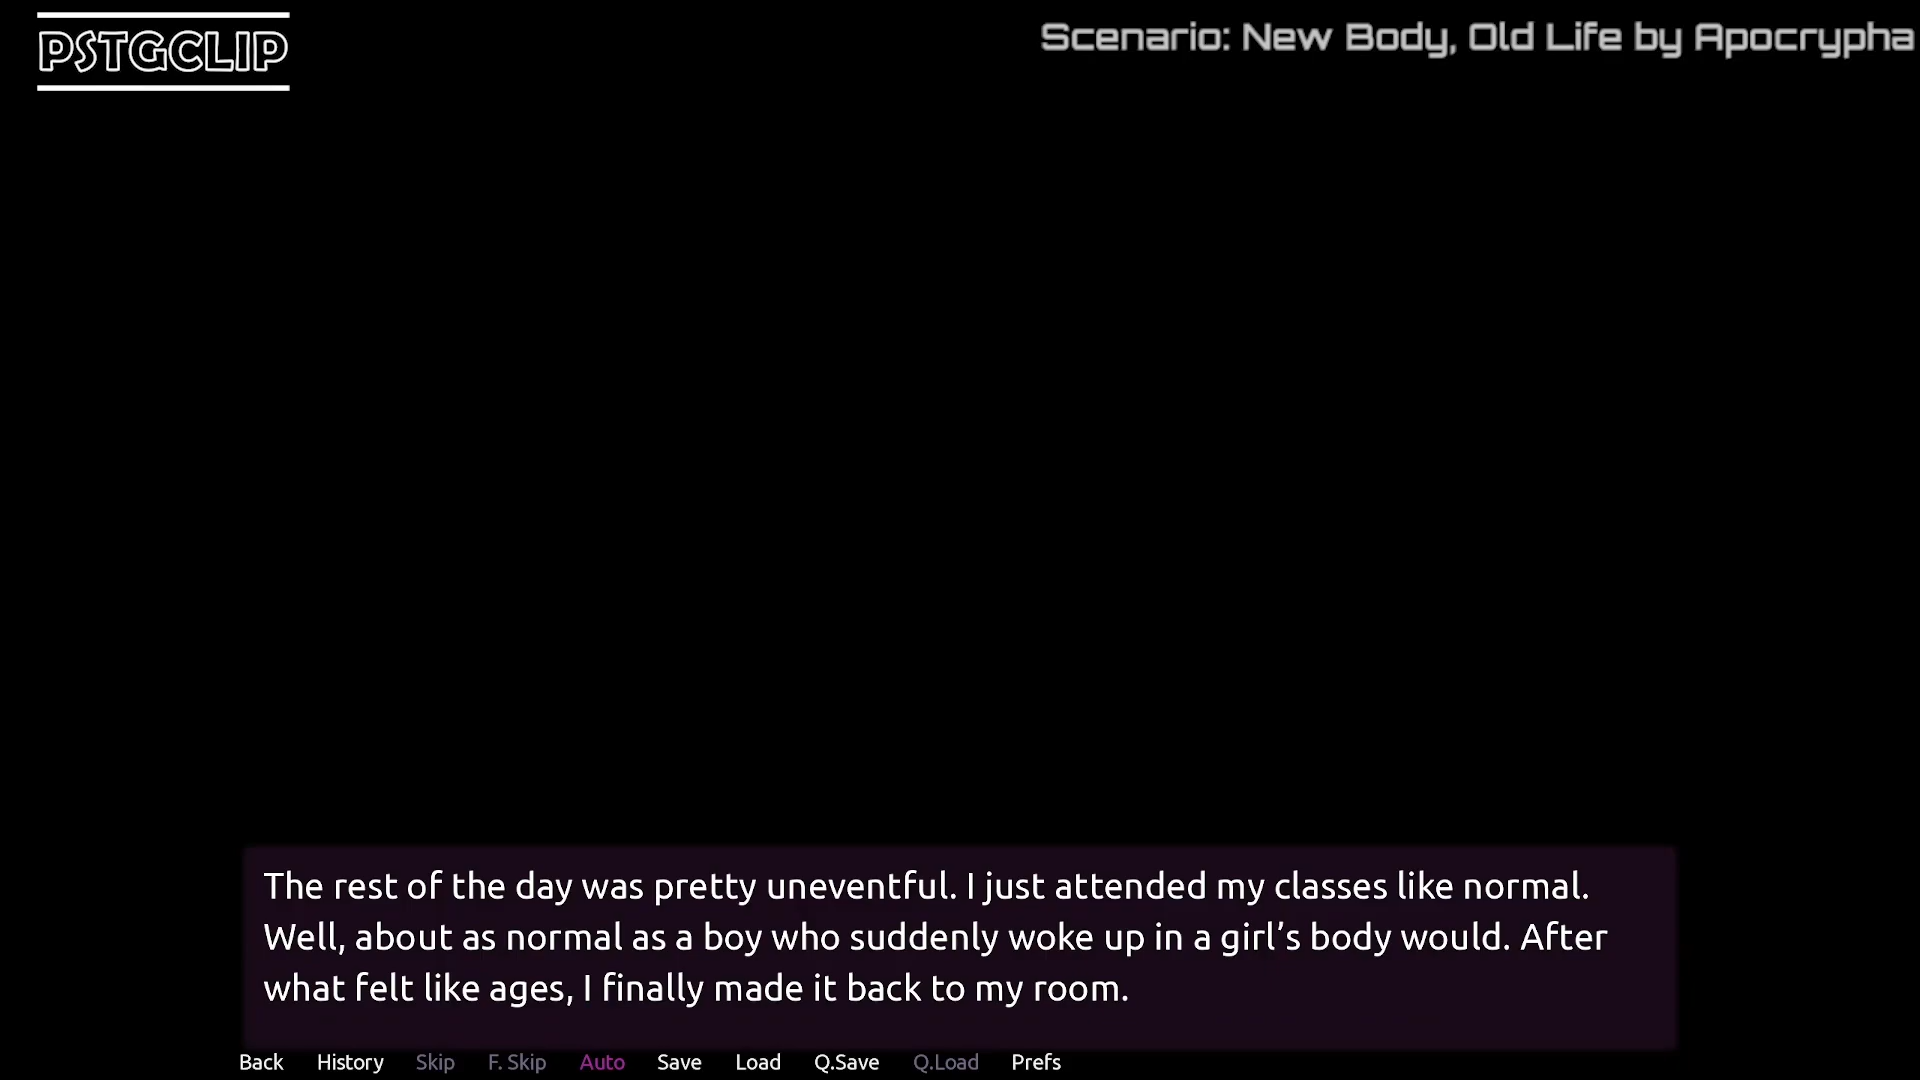 PSTGCLIP
Scenario: New Body, Old Life by Apocrypha
The rest of the day was pretty uneventful. I just attended my classes like normal.
Well, about as normal as a boy who suddenly woke up in a girl’s body would. After
what felt like ages, I finally made it back to my room.
Back History Skip F. Skip Auto Save Load Q.Save Q.Load Prefs